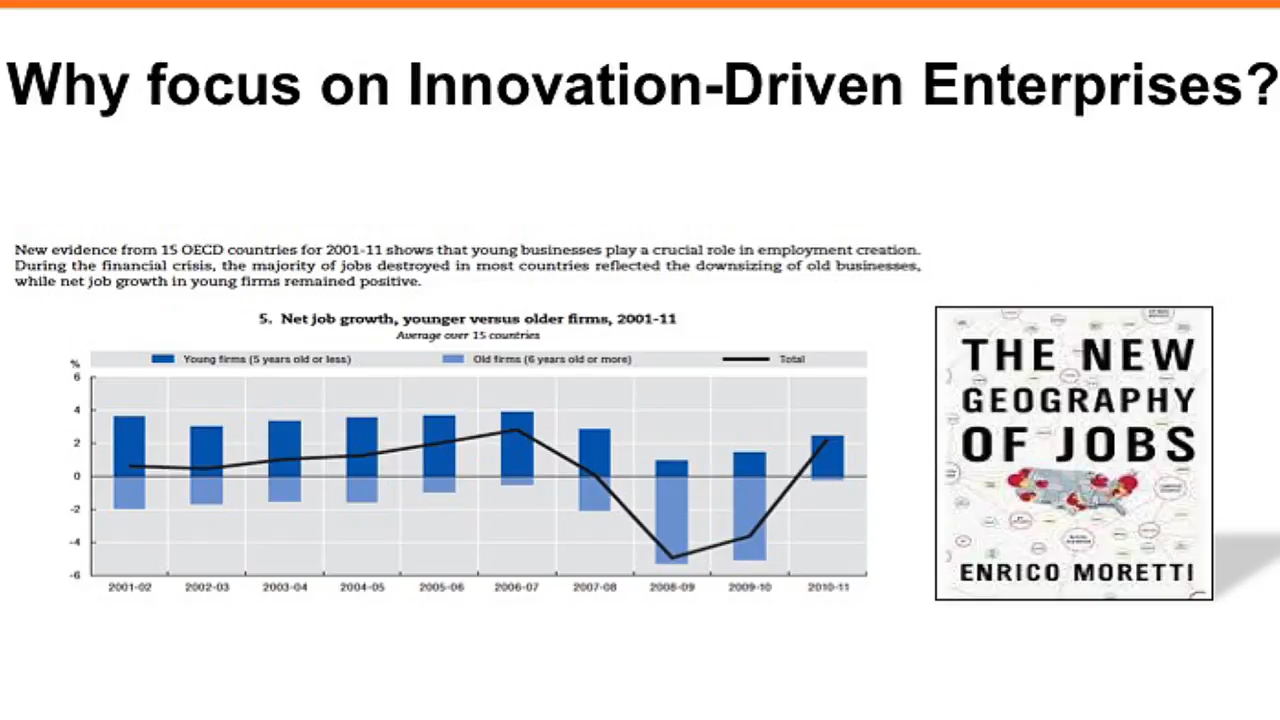 Why focus on Innovation-Driven Enterprises?
New evidence from 15 OECD countries for 2001-11 shows that young businesses play a crucial role in employment creation.
During the financial crisis, the majority of jobs destroyed in most countries reflected the downsizing of old businesses,
while net job growth in young firms remained positive.
5. Net job growth, younger versus older firms, 2001-11
Average over 15 countries
%
Young firms (5 years old or less)
Old firms (6 years old or more)
Total
6
4
2
0
-2
-4
-6
2001-02
2002-03
2003-04
2004-05
2005-06
2006-07
2007-08
2008-09
2009-10
2010-11
THE NEW
GEOGRAPHY
OF JOBS
ENRICO MORETTI